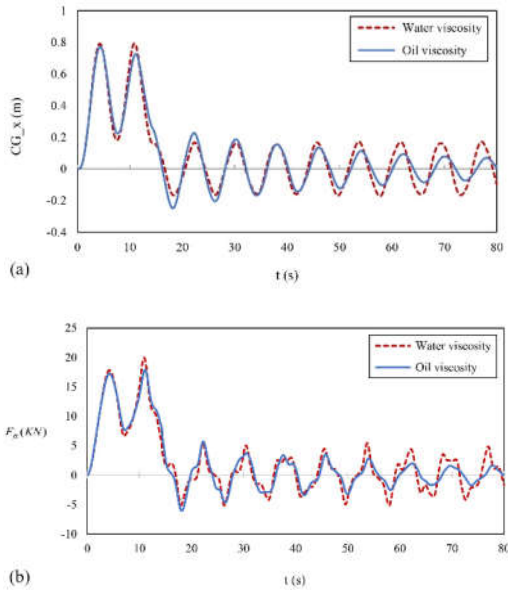 1
0.8
0.6
0.4
0.2
0
-0.2
-0.4
CG_x (m)
Water viscosity
Oil viscosity
0 10 20 30 40 50 60 70 80
t (s)
(a)
25
20
15
10
5
0
-5
-10
Fn (KN)
Water viscosity
Oil viscosity
0 10 20 30 40 50 60 70 80
t (s)
(b)